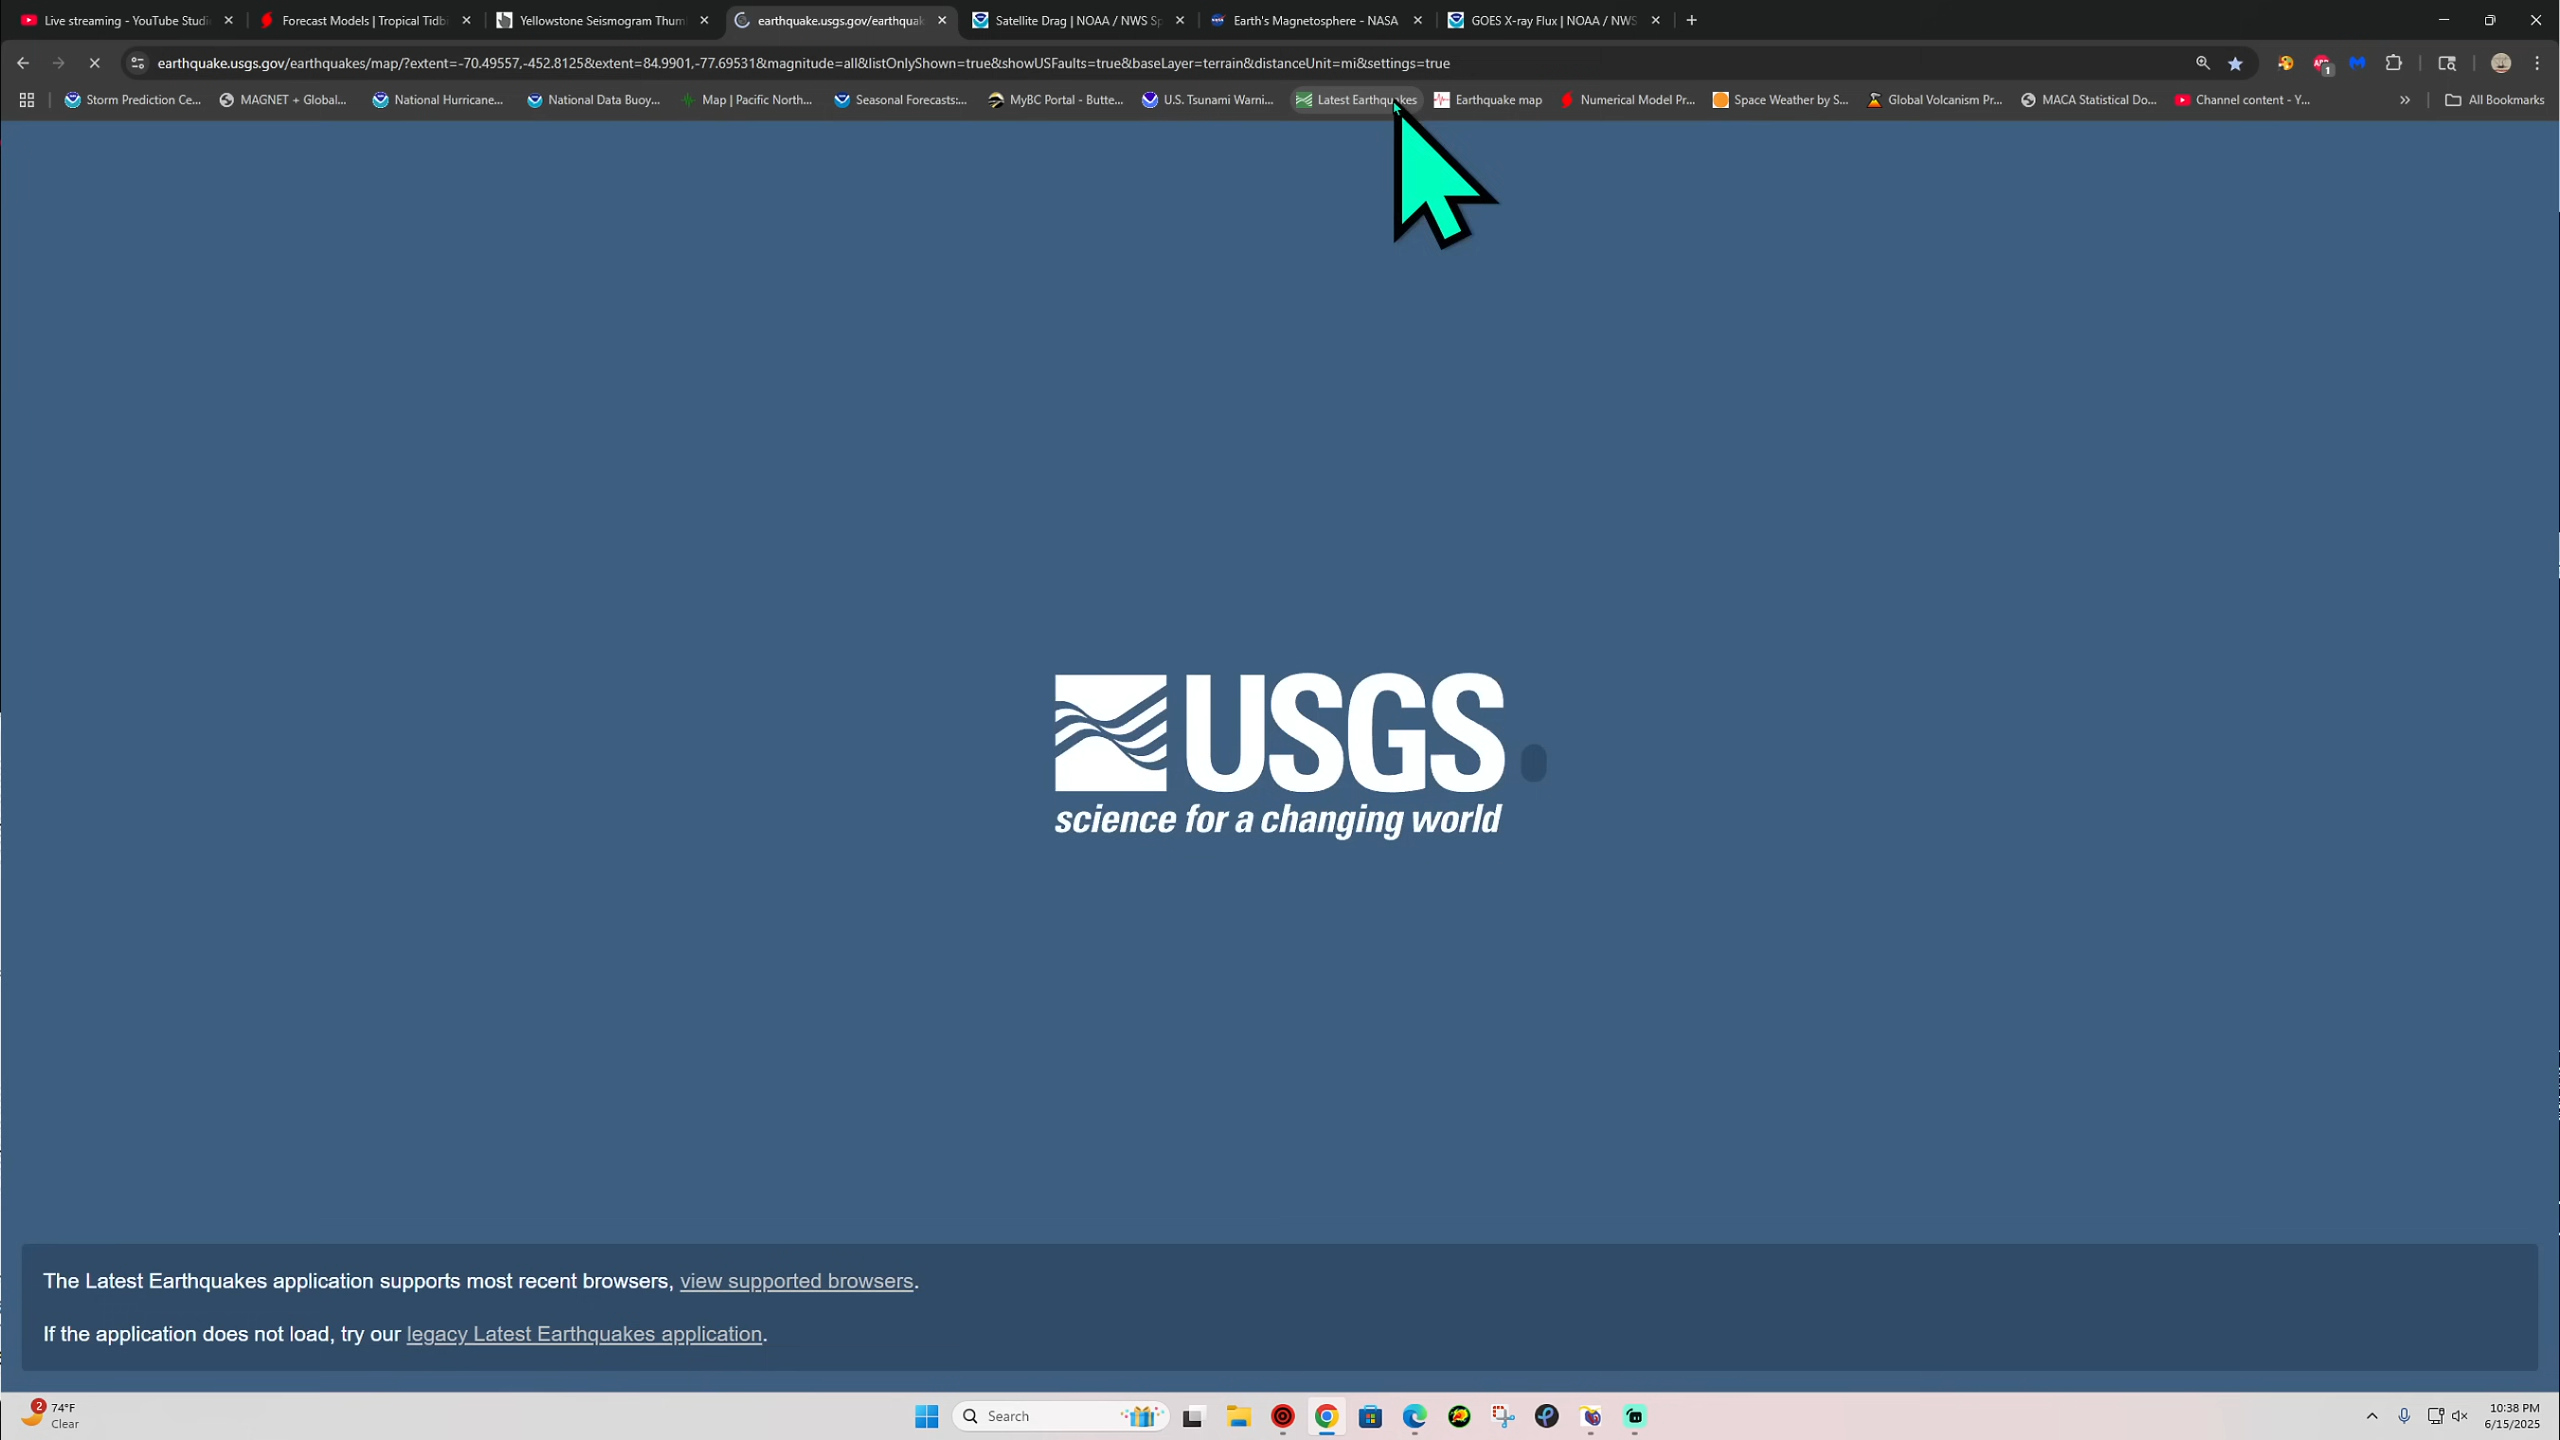 Live streaming - YouTube Studi
Forecast Models | Tropical Tidbi
Yellowstone Seismogram Thum
earthquake.usgs.gov/earthquak
Satellite Drag | NOAA / NWS Sp
Earth's Magnetosphere - NASA
GOES X-ray Flux | NOAA / NWS
earthquake.usgs.gov/earthquakes/map/?extent=-70.49557,-452.8125&extent=84.9901,-77.69531&magnitude=all&listOnlyShown=true&showUSFaults=true&baseLayer=terrain&distanceUnit=mi&settings=true
1
Storm Prediction Ce...
MAGNET + Global...
National Hurricane...
National Data Buoy...
Map | Pacific North...
Seasonal Forecasts:...
MyBC Portal - Butte...
U.S. Tsunami Warni...
Latest Earthquakes
Earthquake map
Numerical Model Pr...
Space Weather by S...
Global Volcanism Pr...
MACA Statistical Do...
Channel content - Y...
All Bookmarks
USGS
science for a changing world
The Latest Earthquakes application supports most recent browsers, view supported browsers.
If the application does not load, try our legacy Latest Earthquakes application.
2
74°F
Clear
Search
10:38 PM
6/15/2025